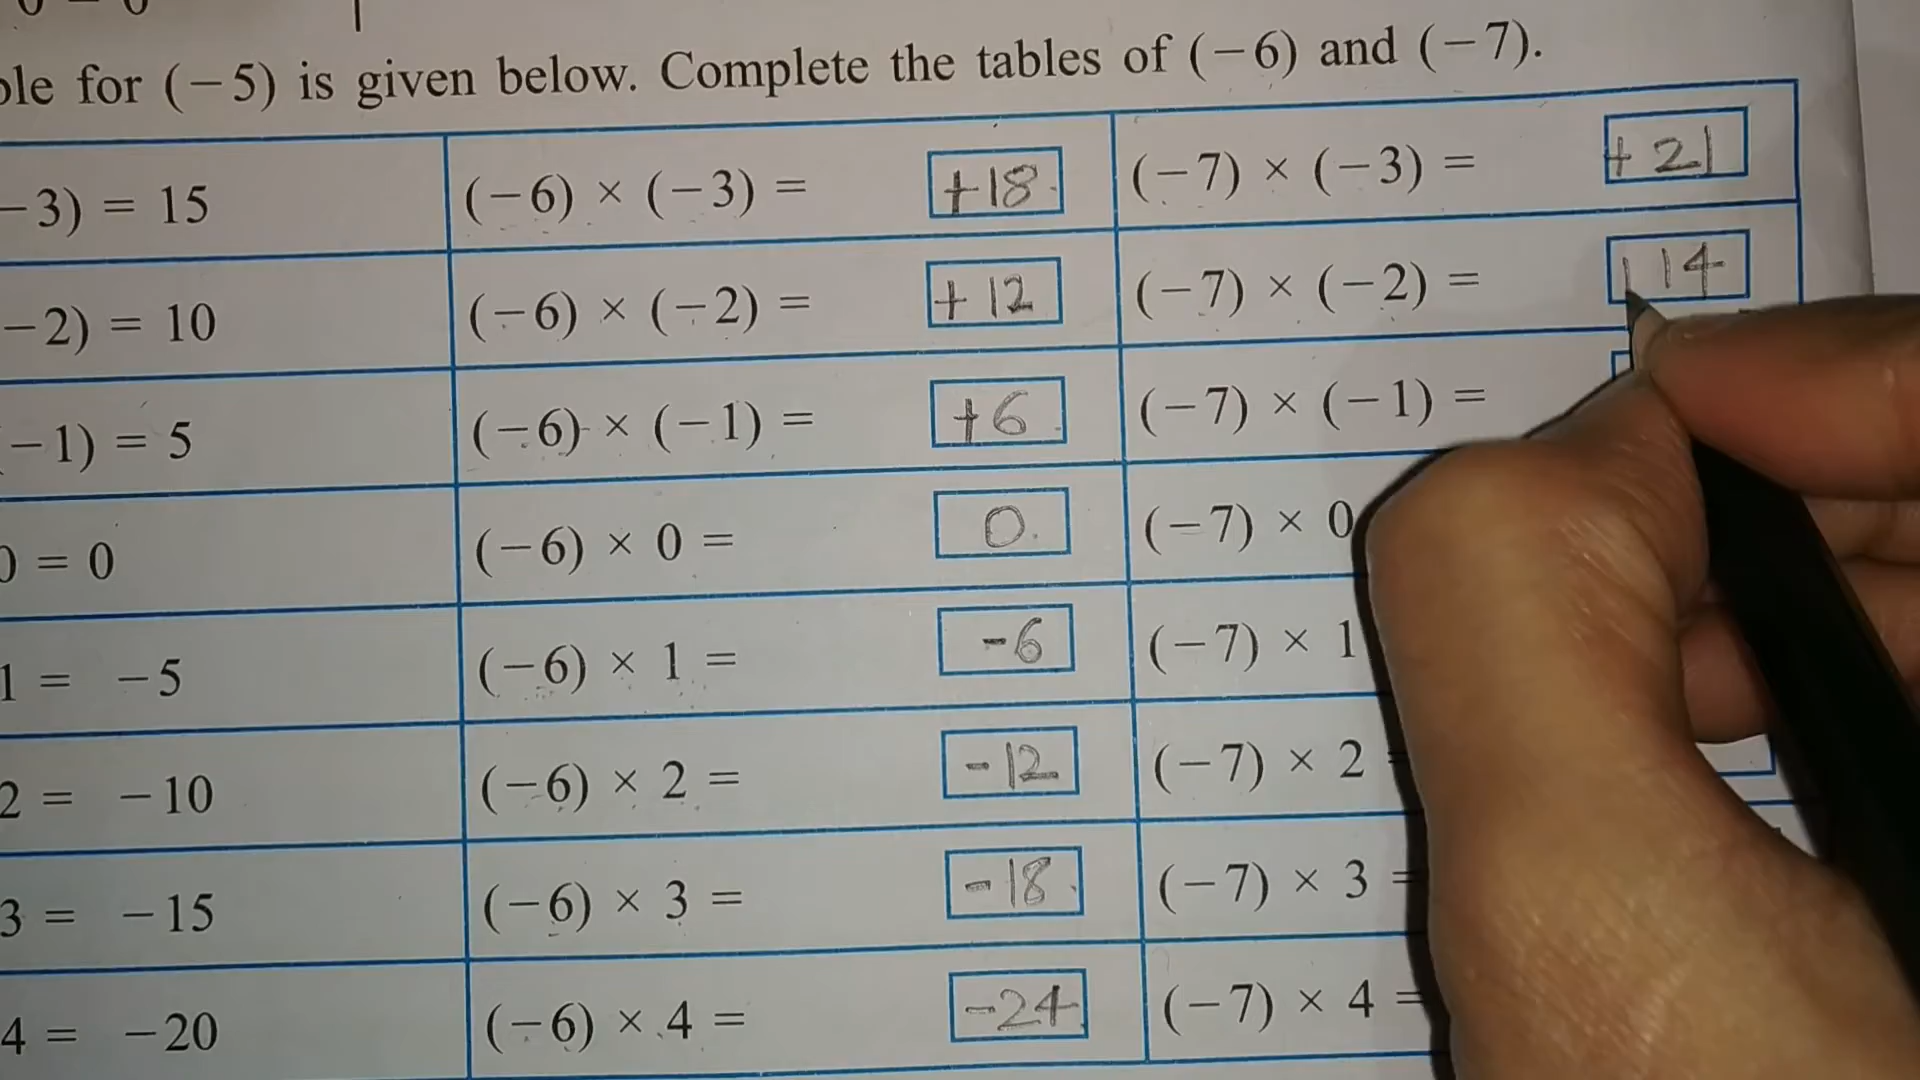 ble for (−5) is given below. Complete the tables of (−6) and (−7).
−3) = 15 (−6) × (−3) = +18 (−7) × (−3) = +21
−2) = 10 (−6) × (−2) = +12 (−7) × (−2) = 14
−1) = 5 (−6) × (−1) = +6 (−7) × (−1) =
0 = 0 (−6) × 0 = 0 (−7) × 0
1 = −5 (−6) × 1 = -6 (−7) × 1
2 = −10 (−6) × 2 = -12 (−7) × 2 =
3 = −15 (−6) × 3 = -18 (−7) × 3 =
4 = −20 (−6) × 4 = -24 (−7) × 4 =